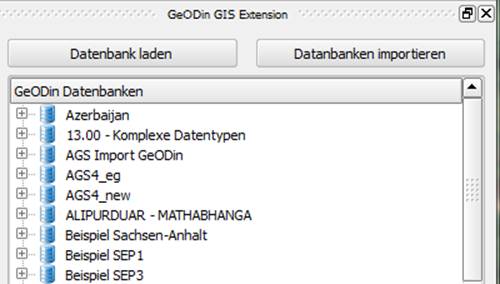 GeODin GIS Extension
Datenbank laden
Datanbanken importieren
GeODin Datenbanken
Azerbaijan
13.00 - Komplexe Datentypen
AGS Import GeODin
AGS4_eg
AGS4_new
ALIPURDUAR - MATHABHANGA
Beispiel Sachsen-Anhalt
Beispiel SEP1
Beispiel SEP3